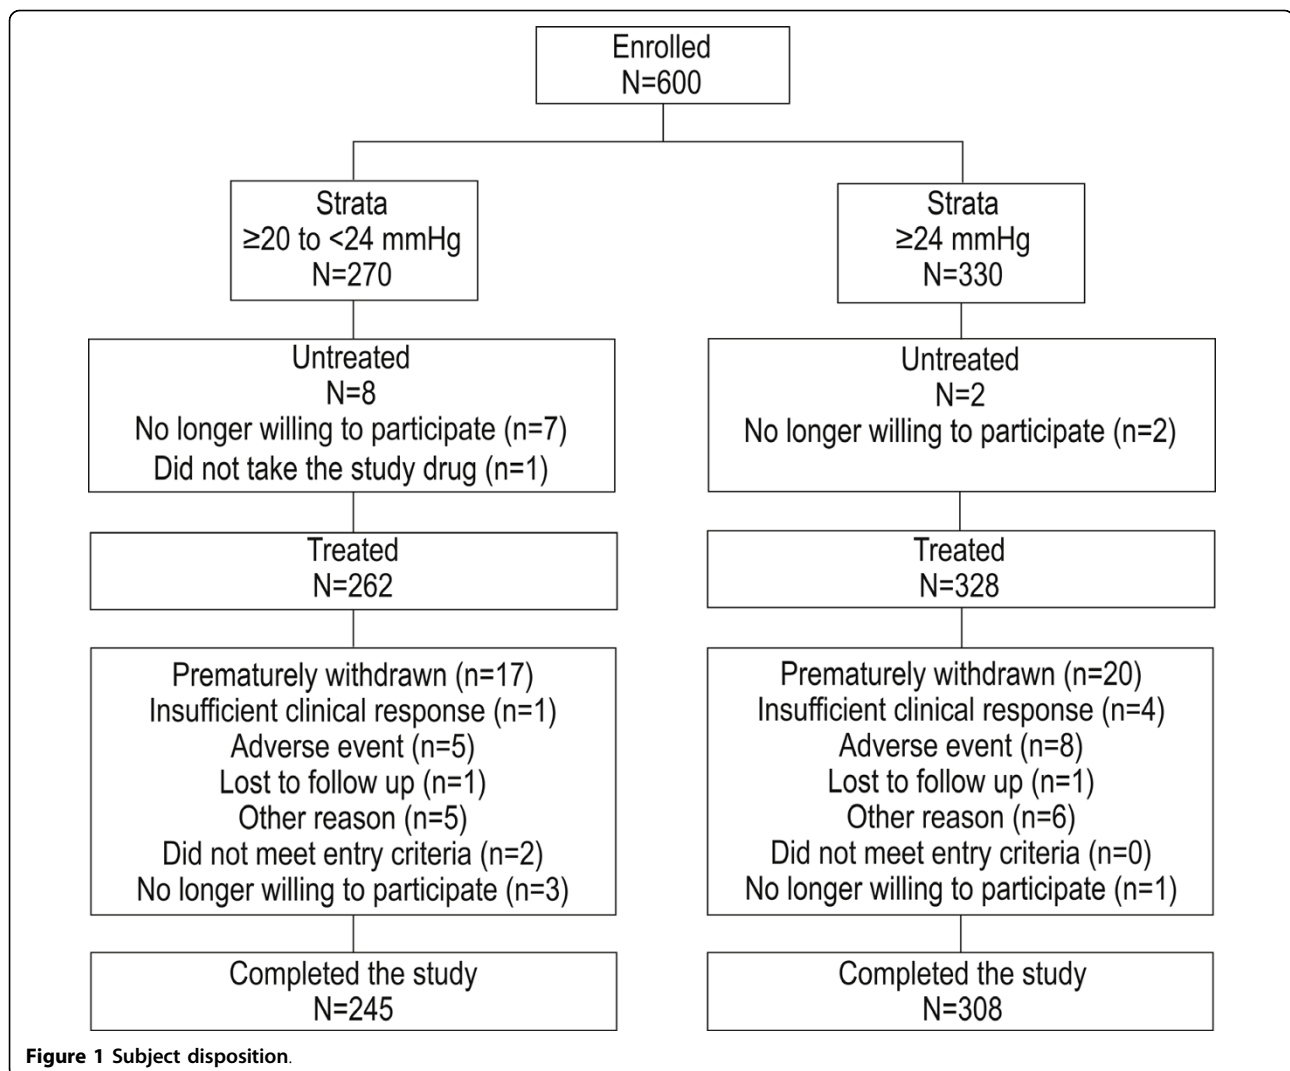 Enrolled
N=600
Strata
≥20 to <24 mmHg
N=270
Untreated
N=8
No longer willing to participate (n=7)
Did not take the study drug (n=1)
Treated
N=262
Prematurely withdrawn (n=17)
Insufficient clinical response (n=1)
Adverse event (n=5)
Lost to follow up (n=1)
Other reason (n=5)
Did not meet entry criteria (n=2)
No longer willing to participate (n=3)
Completed the study
N=245
Strata
≥24 mmHg
N=330
Untreated
N=2
No longer willing to participate (n=2)
Treated
N=328
Prematurely withdrawn (n=20)
Insufficient clinical response (n=4)
Adverse event (n=8)
Lost to follow up (n=1)
Other reason (n=6)
Did not meet entry criteria (n=0)
No longer willing to participate (n=1)
Completed the study
N=308
Figure 1 Subject disposition.